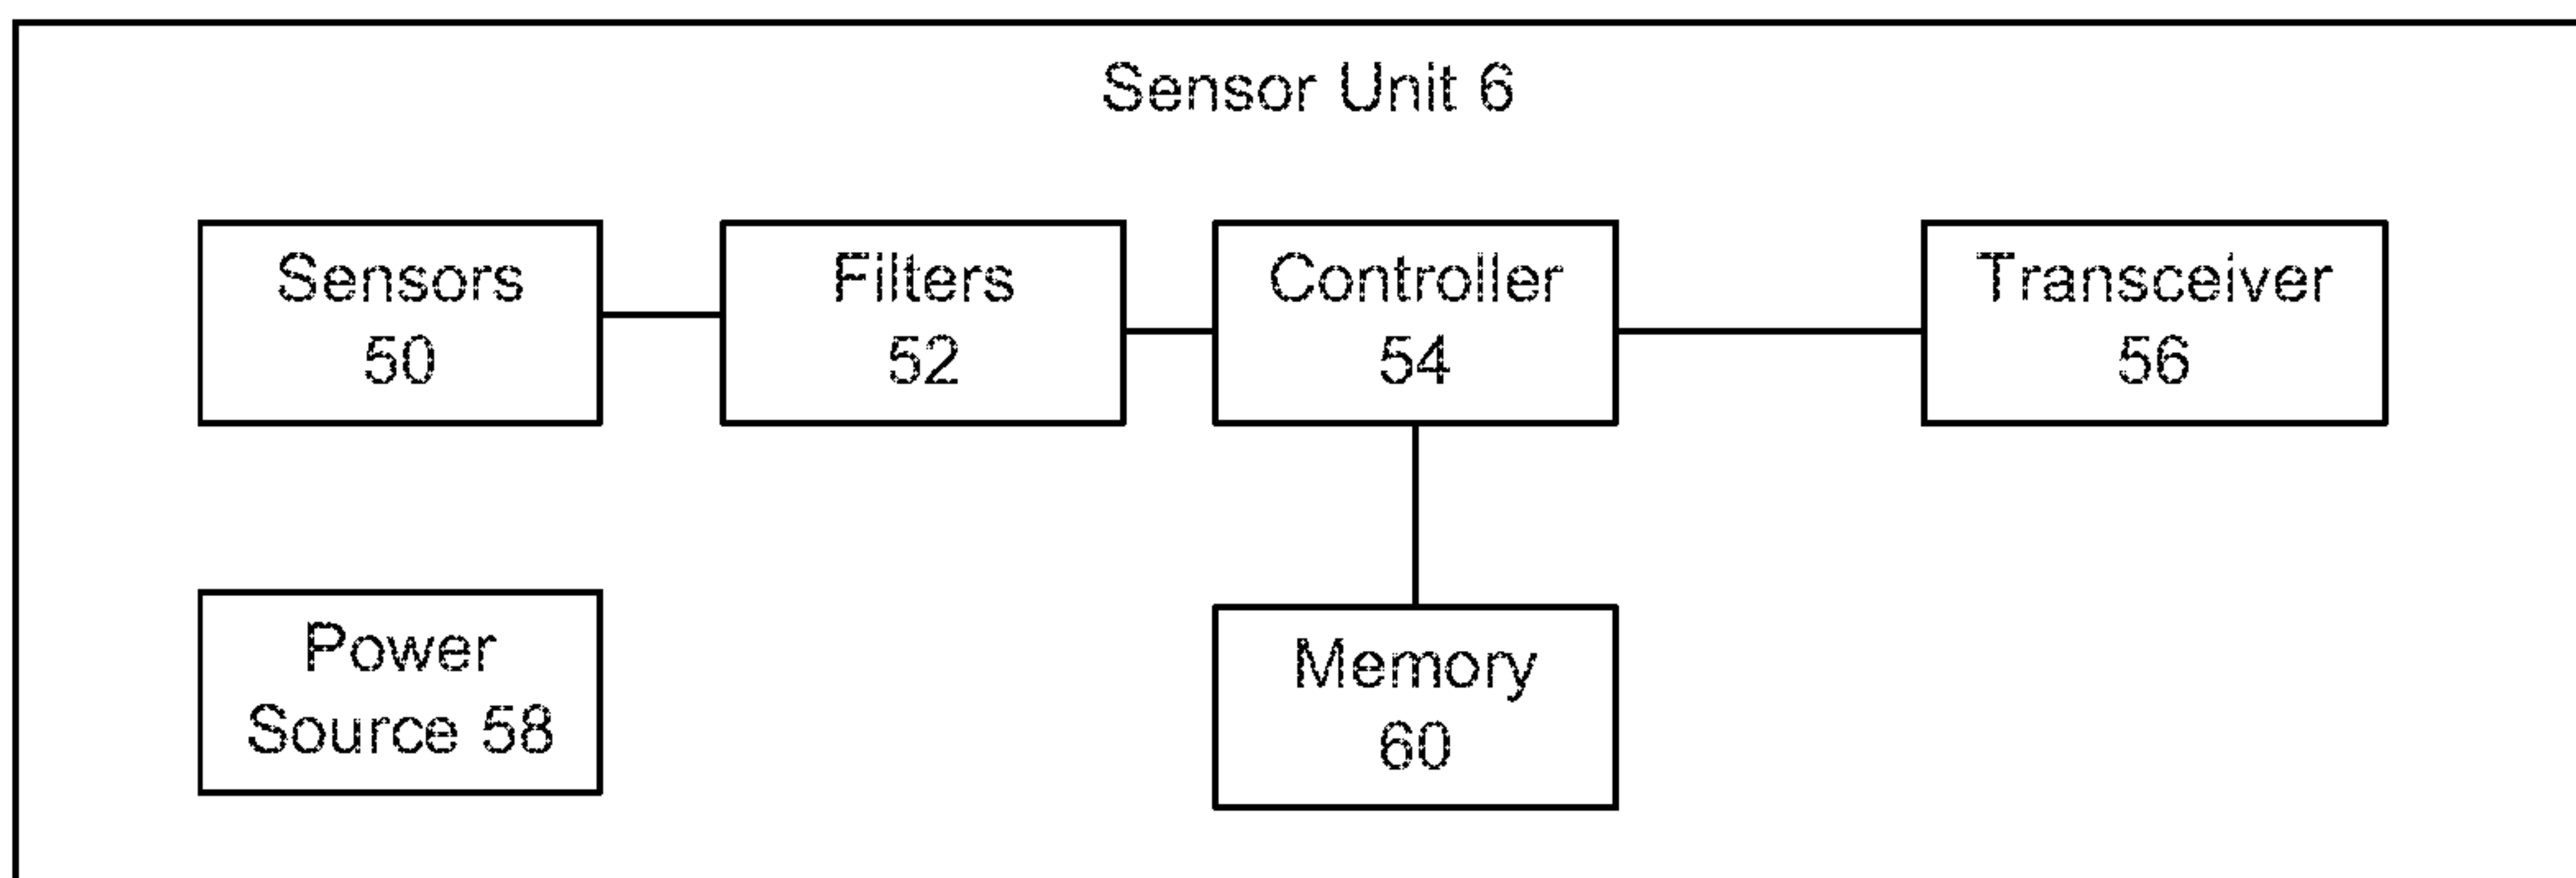 Sensor Unit 6
Sensors
50
Filters
52
Controller
54
Transceiver
56
Power
Source 58
Memory
60